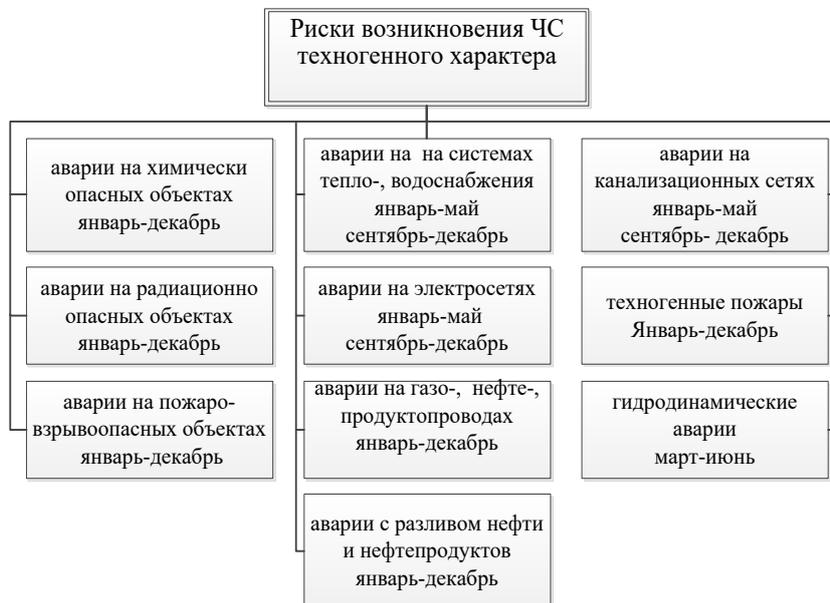 Риски возникновения ЧС
техногенного характера
аварии на химически
опасных объектах
январь-декабрь
аварии на радиационно
опасных объектах
январь-декабрь
аварии на пожаро-
взрывоопасных объектах
январь-декабрь
аварии на  на системах
тепло-, водоснабжения
январь-май
сентябрь-декабрь
аварии на электросетях
январь-май
сентябрь-декабрь
аварии на газо-,  нефте-,
продуктопроводах
январь-декабрь
аварии с разливом нефти
и нефтепродуктов
январь-декабрь
аварии на
канализационных сетях
январь-май
сентябрь- декабрь
техногенные пожары
Январь-декабрь
гидродинамические
аварии
март-июнь